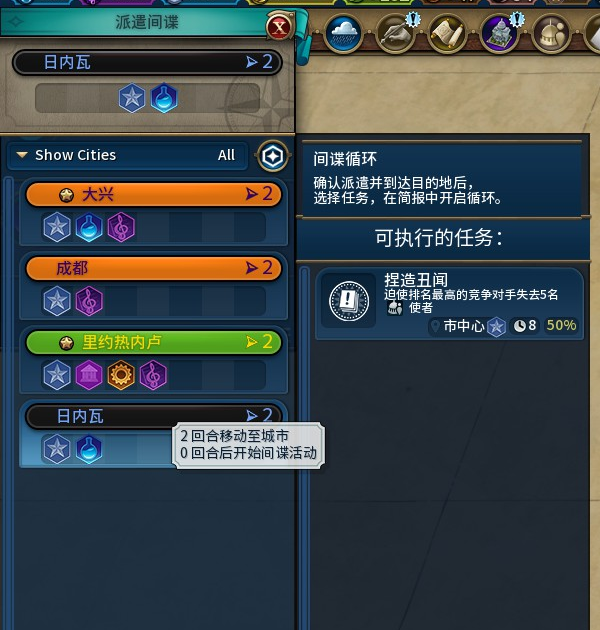 派遣间谍
日内瓦 2
Show Cities All
大兴 2
成都 2
里约热内卢 2
日内瓦 2
2 回合移动至城市
0 回合后开始间谍活动
间谍循环
确认派遣并到达目的地后，
选择任务，在简报中开启循环。
可执行的任务：
捏造丑闻
迫使排名最高的竞争对手失去5名
使者
市中心 8 50%